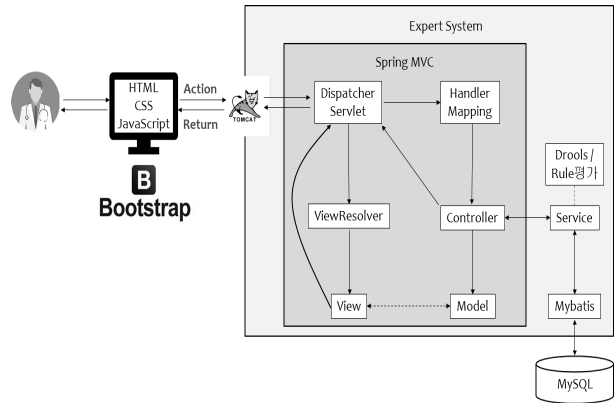 Expert System
Spring MVC
HTML
CSS
JavaScript
Action
Return
TOMCAT
Dispatcher
Servlet
Handler
Mapping
B
Bootstrap
Drools /
Rule평가
ViewResolver
Controller
Service
View
Model
Mybatis
MySQL